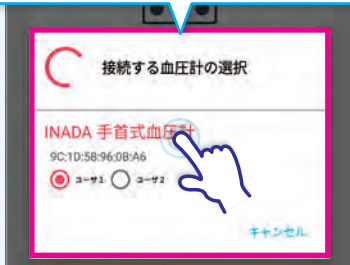 接続する血圧計の選択
INADA 手首式血圧計
9C:1D:58:96:0B:A6
ユーザ1 ユーザ2
キャンセル